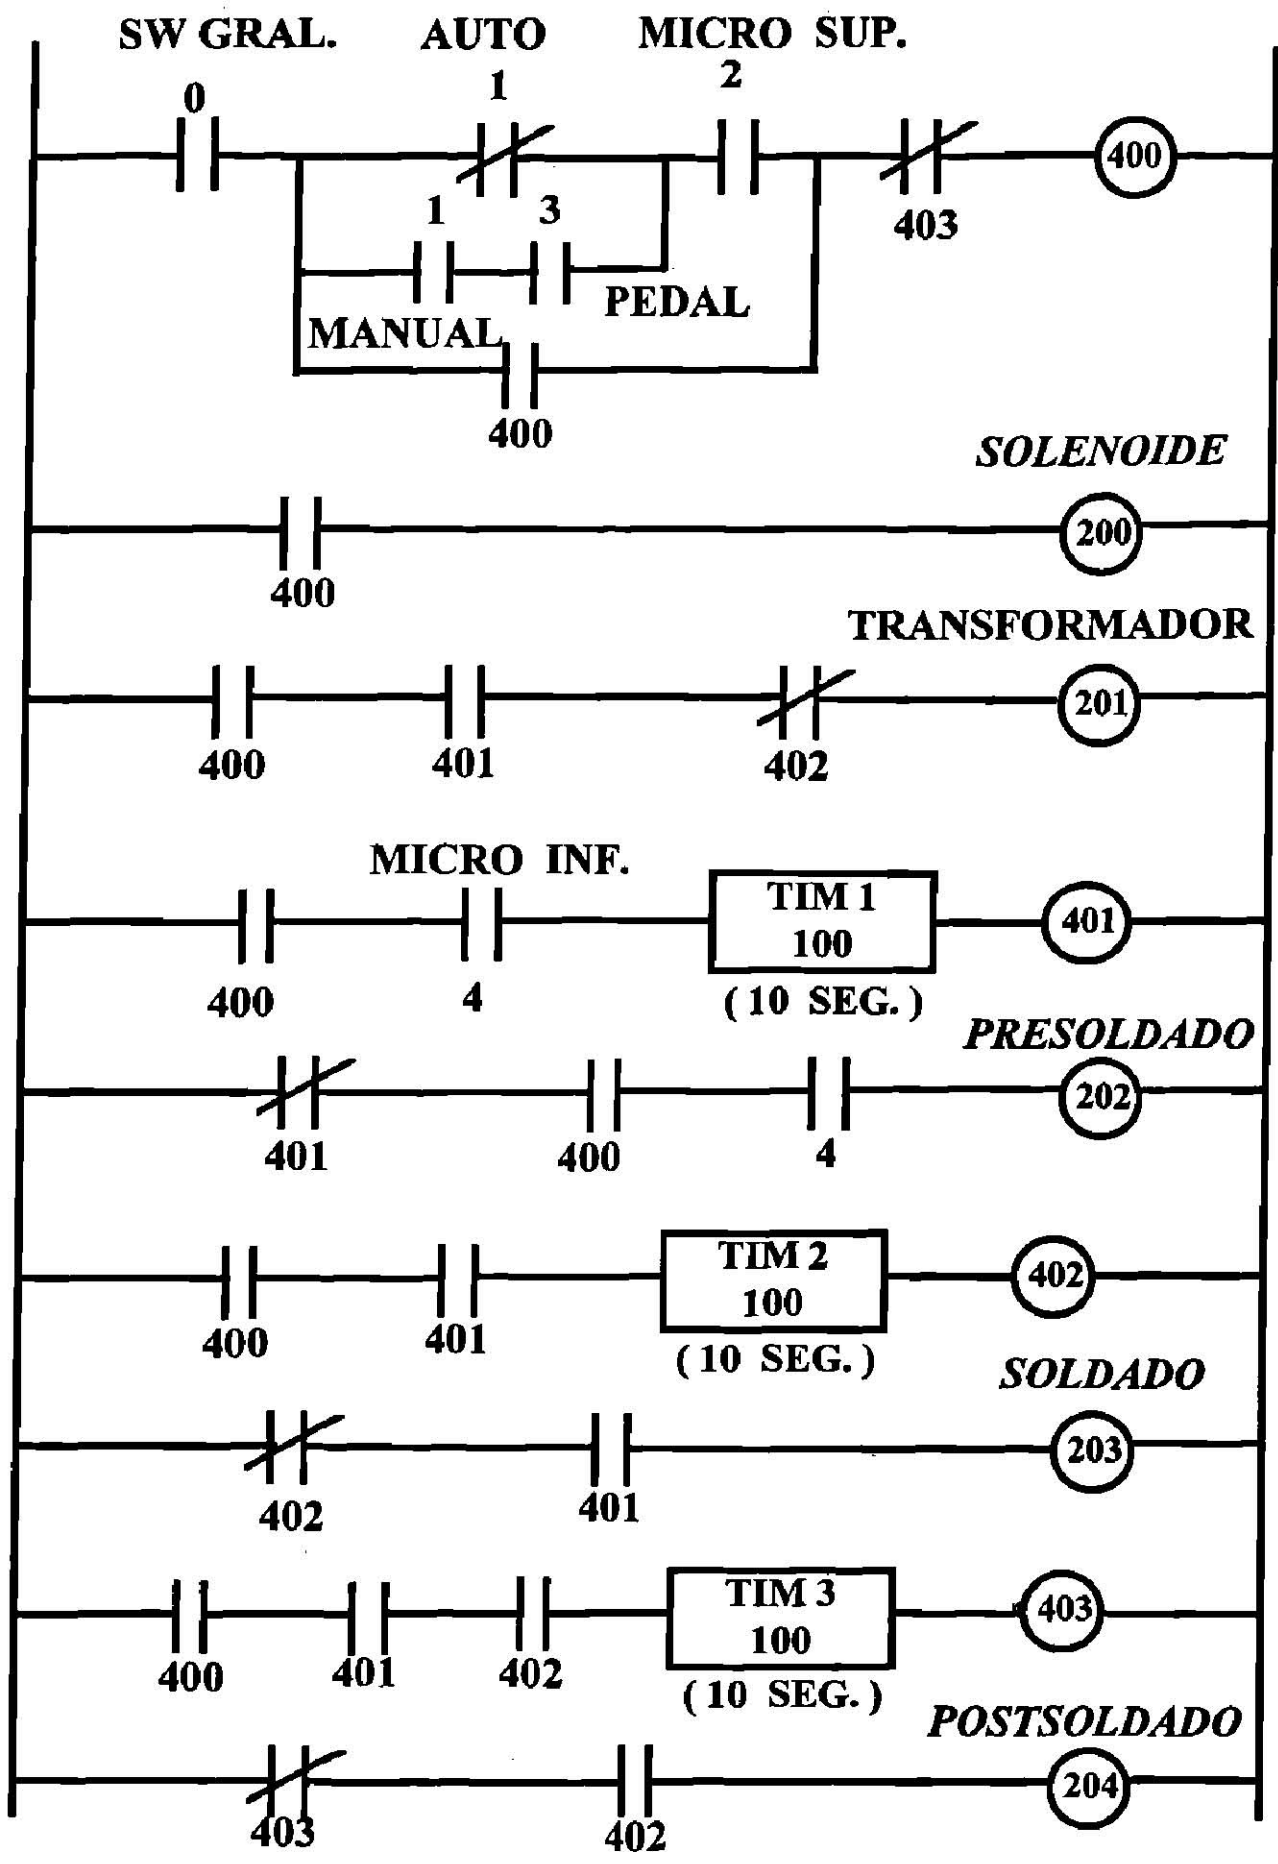 SW GRAL. AUTO MICRO SUP.
0 1 2
400
403
1 3
PEDAL
MANUAL
400
SOLENOIDE
200
400
TRANSFORMADOR
201
400 401 402
MICRO INF.
TIM 1
100
401
400 4 ( 10 SEG. )
PRESOLDADO
202
401 400 4
TIM 2
100
402
400 401
( 10 SEG. )
SOLDADO
203
402 401
TIM 3
100
403
400 401 402
( 10 SEG. )
POSTSOLDADO
204
403 402